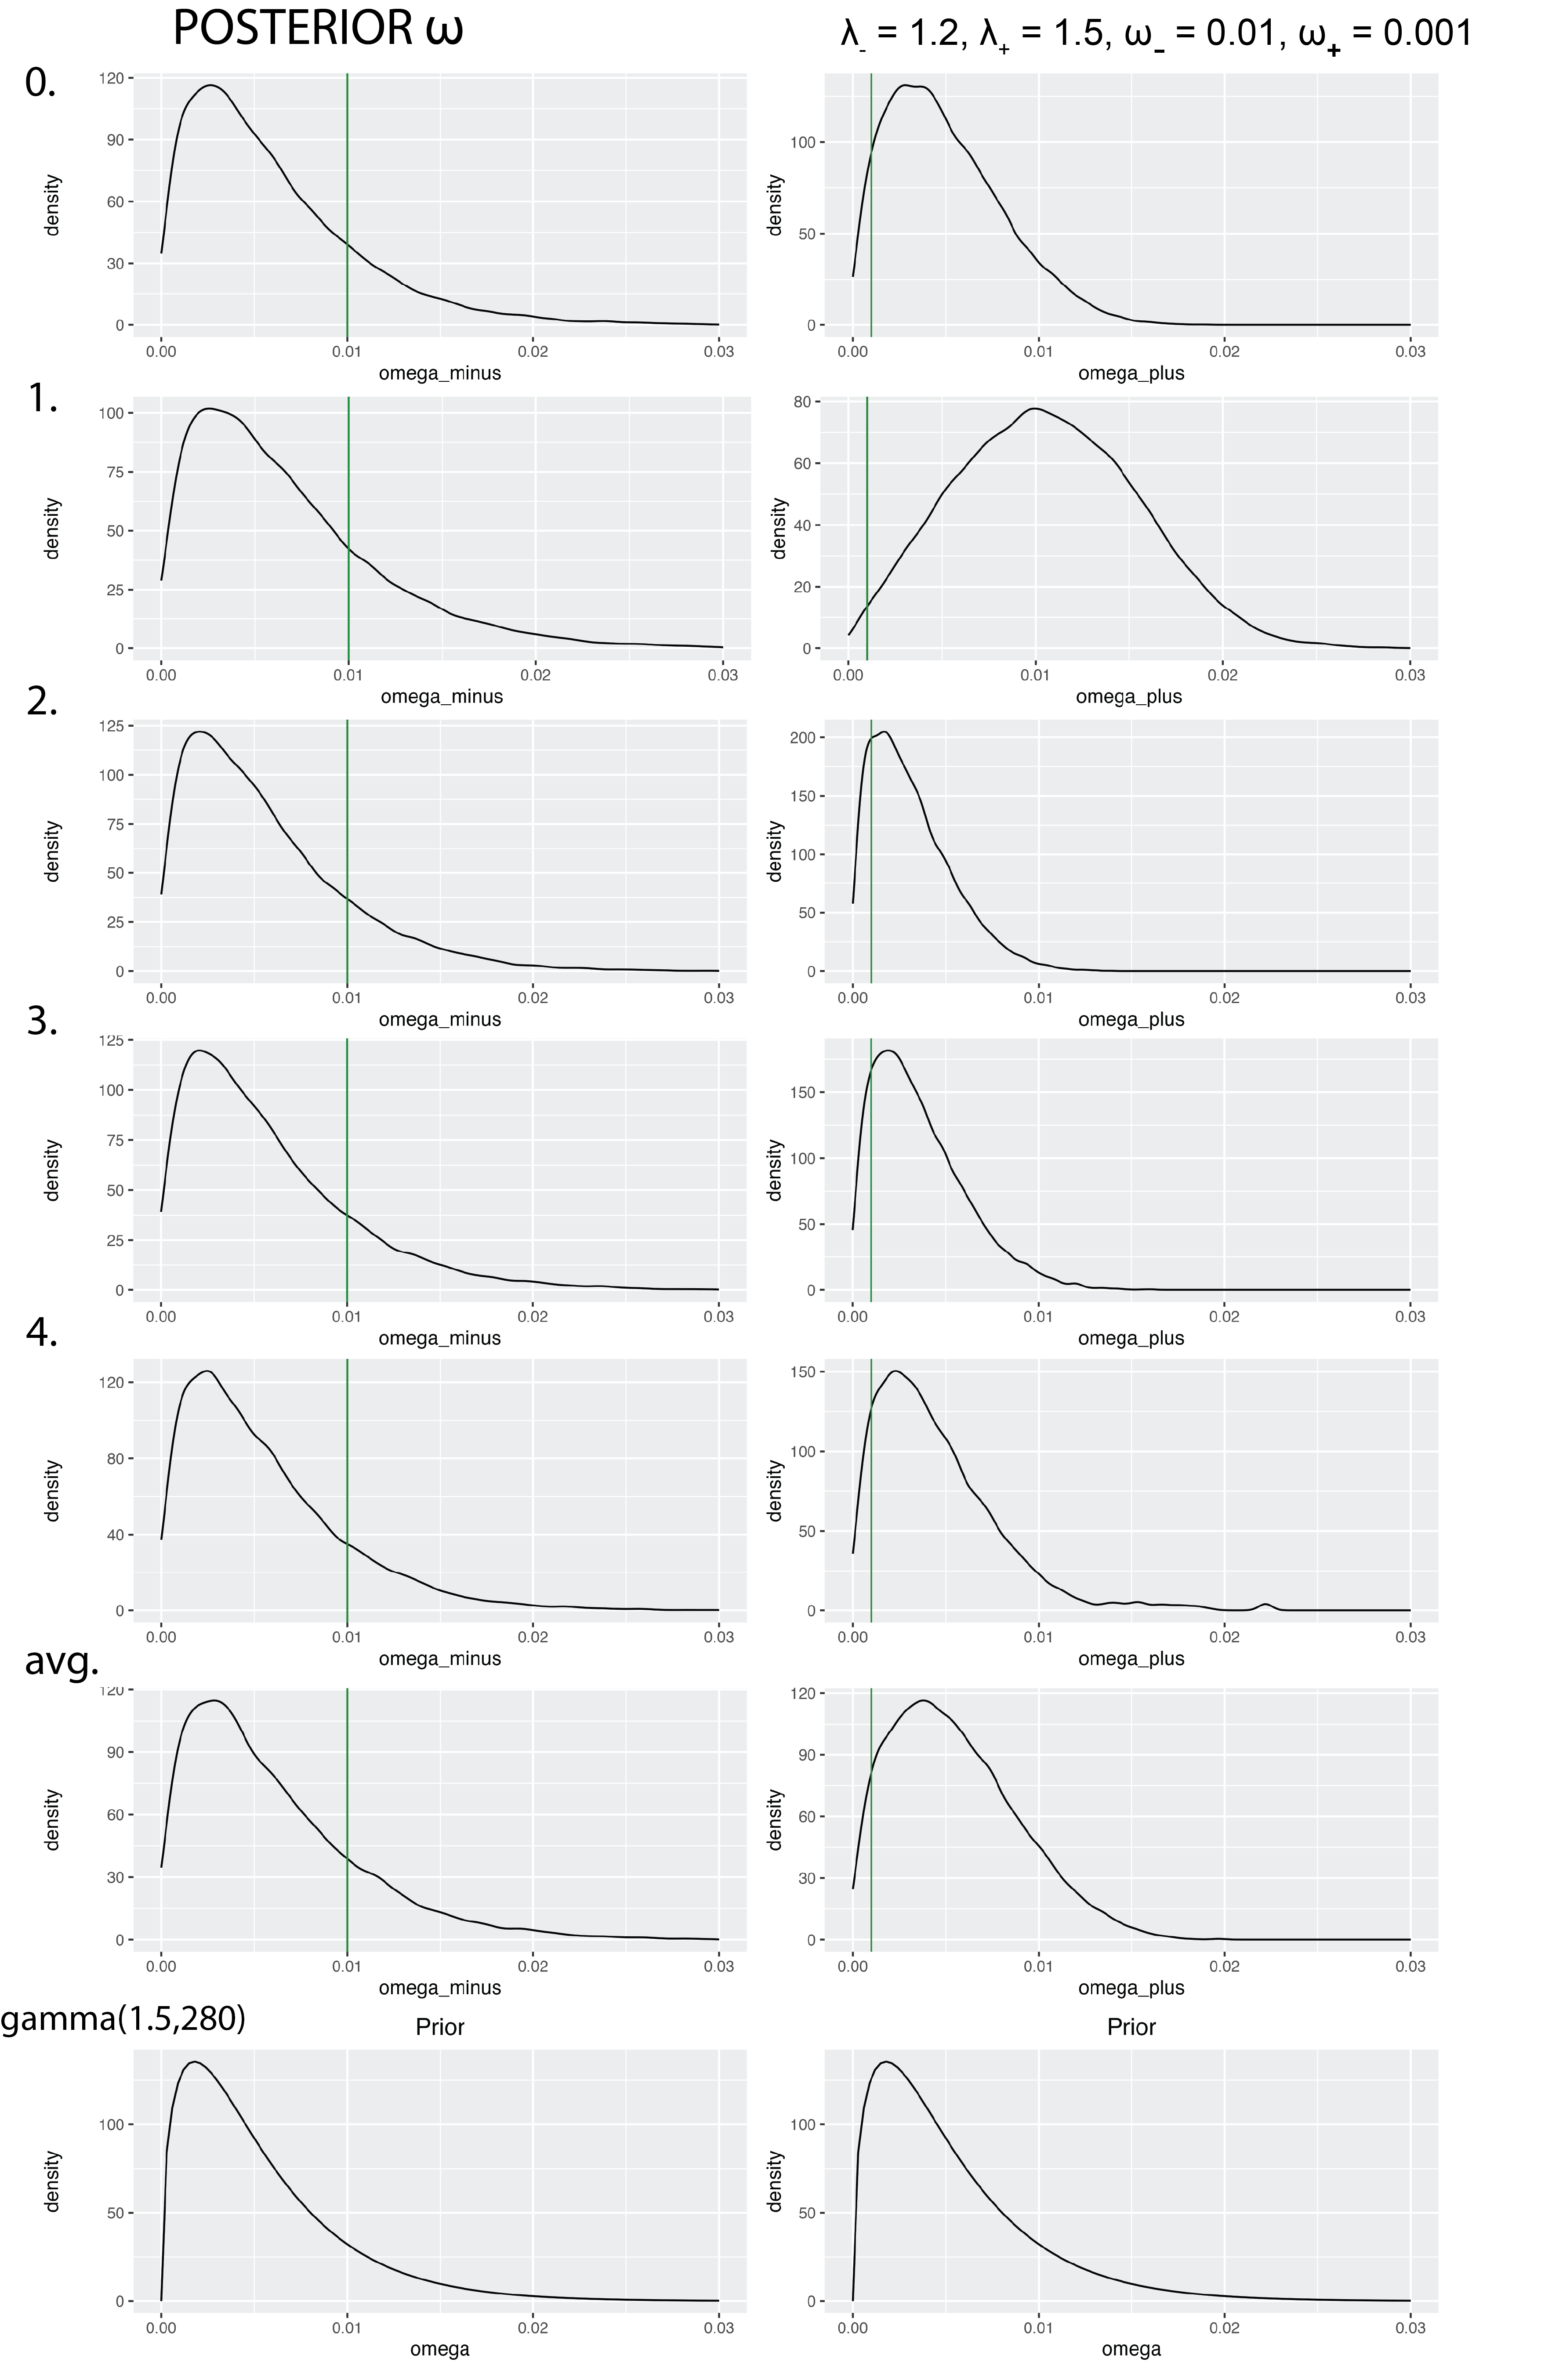 POSTERIOR ω
λ₋ = 1.2, λ₊ = 1.5, ω₋ = 0.01, ω₊ = 0.001
0.
density
120
90
60
30
0
0.00 0.01 0.02 0.03
omega_minus
density
100
50
0
0.00 0.01 0.02 0.03
omega_plus
1.
density
100
75
50
25
0
0.00 0.01 0.02 0.03
omega_minus
density
80
60
40
20
0
0.00 0.01 0.02 0.03
omega_plus
2.
density
125
100
75
50
25
0
0.00 0.01 0.02 0.03
omega_minus
density
200
150
100
50
0
0.00 0.01 0.02 0.03
omega_plus
3.
density
125
100
75
50
25
0
0.00 0.01 0.02 0.03
omega_minus
density
150
100
50
0
0.00 0.01 0.02 0.03
omega_plus
4.
density
120
80
40
0
0.00 0.01 0.02 0.03
omega_minus
density
150
100
50
0
0.00 0.01 0.02 0.03
omega_plus
avg.
density
120
90
60
30
0
0.00 0.01 0.02 0.03
omega_minus
density
120
90
60
30
0
0.00 0.01 0.02 0.03
omega_plus
gamma(1.5,280)
Prior
density
100
50
0
0.00 0.01 0.02 0.03
omega
Prior
density
100
50
0
0.00 0.01 0.02 0.03
omega